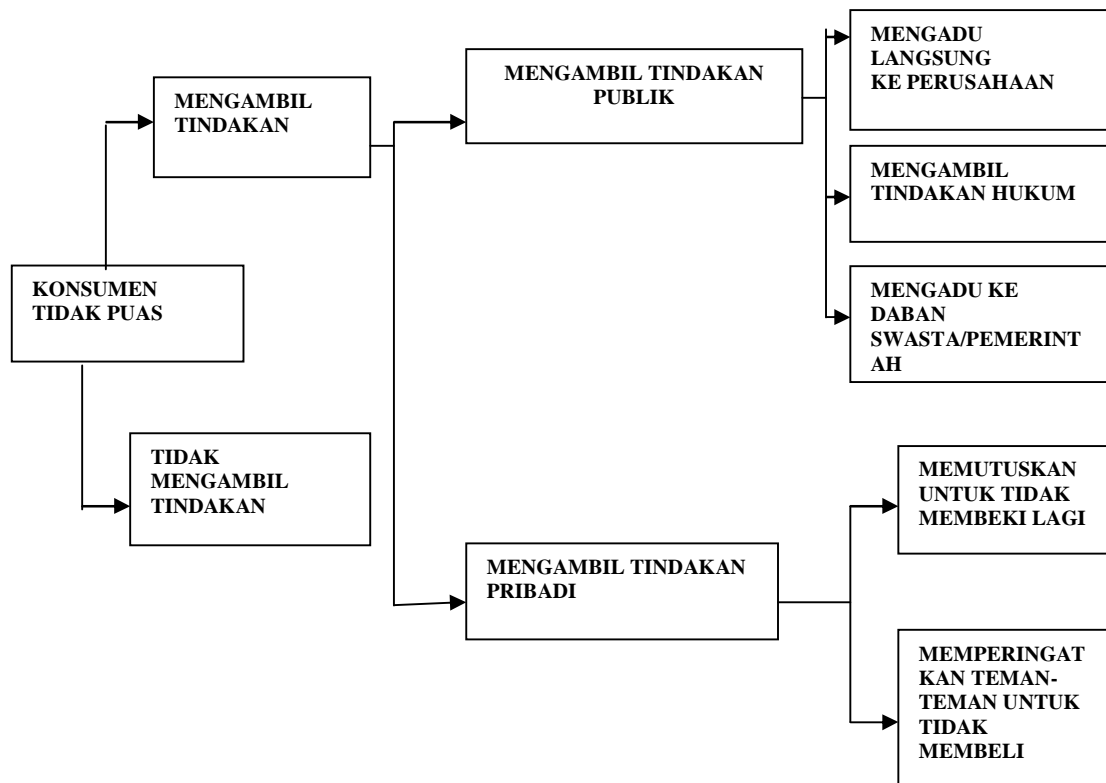 MENGADU
LANGSUNG
KE PERUSAHAAN
MENGAMBIL TINDAKAN
PUBLIK
MENGAMBIL
TINDAKAN
MENGAMBIL
TINDAKAN HUKUM
KONSUMEN
TIDAK PUAS
MENGADU KE
DABAN
SWASTA/PEMERINT
AH
TIDAK
MENGAMBIL
TINDAKAN
MEMUTUSKAN
UNTUK TIDAK
MEMBEKI LAGI
MENGAMBIL TINDAKAN
PRIBADI
MEMPERINGAT
KAN TEMAN-
TEMAN UNTUK
TIDAK
MEMBELI